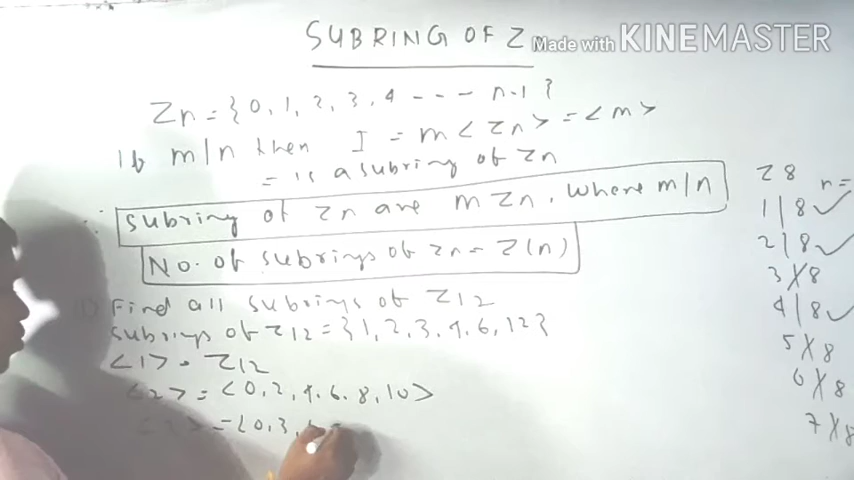 SUBRING OF Zn
Made with KINEMASTER
Zn = {0, 1, 2, 3, 4 - - - - n-1}
If m/n then I = m < Zn > = < m >
= is a subring of Zn
∴ subring of Zn are mZn, where m/n
No. of subrings of Zn = Z(n)
Find all subrings of Z12
subrings of Z12 = {1, 2, 3, 4, 6, 12}
<1> = Z12
<2> = <0, 2, 4, 6, 8, 10>
= {0, 3,
Z8
n =
1 | 8 ✓
2 | 8 ✓
3 ∤ 8
4 | 8 ✓
5 ∤ 8
6 ∤ 8
7 ∤ 8